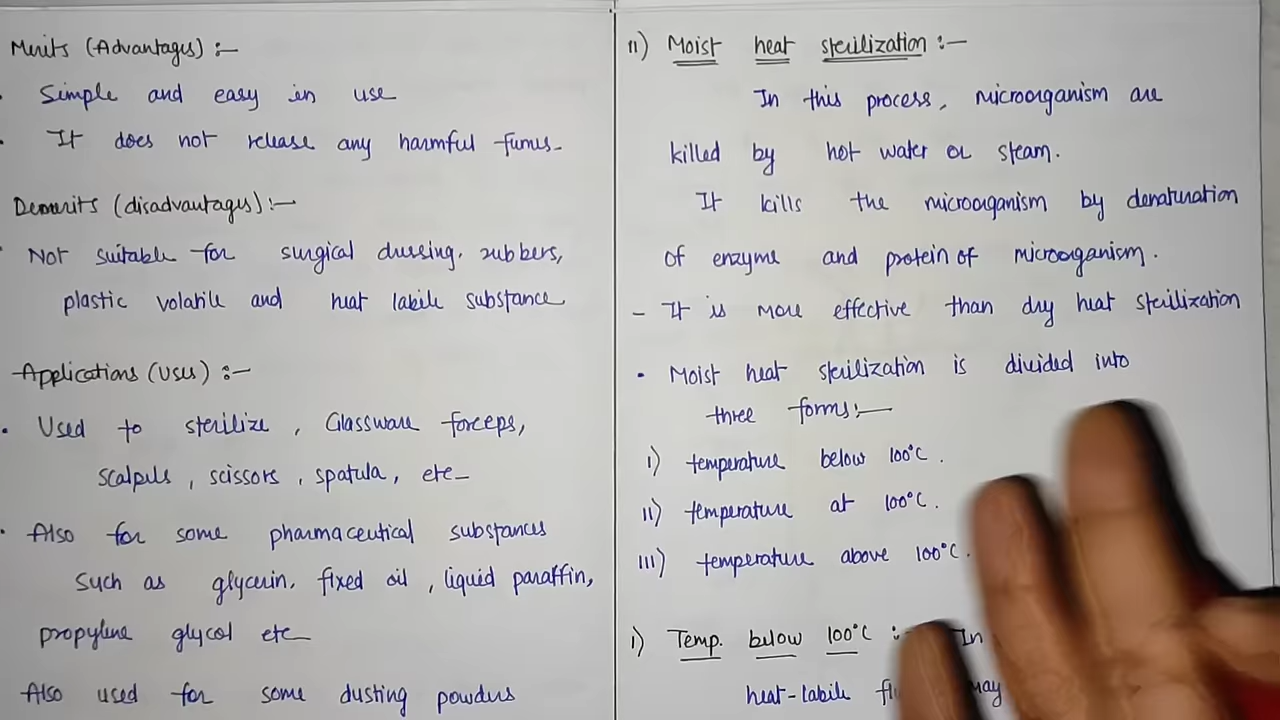 Merits (Advantages) :-
Simple and easy in use
It does not release any harmful fumes-
Demerits (disadvantages) :-
Not suitable for surgical dressing, rubbers,
plastic volatile and heat labile substance
Applications (Uses) :-
• Used to sterilize, Glassware forceps,
scalpels, scissors, spatula, etc-
• Also for some pharmaceutical substances
such as glycerin, fixed oil, liquid paraffin,
propylene glycol etc
Also used for some dusting powders
II) Moist heat sterilization :-
In this process, microorganism are
killed by hot water or steam.
It kills the microorganism by denaturation
of enzyme and protein of microorganism.
- It is more effective than dry heat sterilization
• Moist heat sterilization is divided into
three forms:-
i) temperature below 100°C.
ii) temperature at 100°C.
iii) temperature above 100°C.
i) Temp. below 100°C :- In
heat-labile may